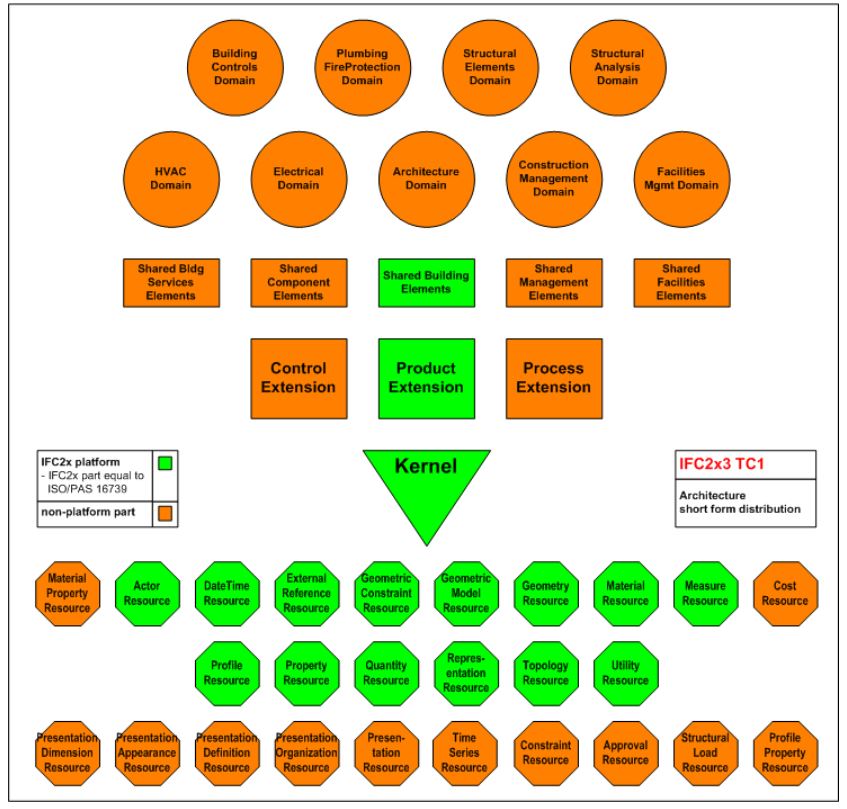 Building
Controls
Domain
Plumbing
FireProtection
Domain
Structural
Elements
Domain
Structural
Analysis
Domain
HVAC
Domain
Electrical
Domain
Architecture
Domain
Construction
Management
Domain
Facilities
Mgmt Domain
Shared Bldg
Services
Elements
Shared
Component
Elements
Shared Building
Elements
Shared
Management
Elements
Shared
Facilities
Elements
Control
Extension
Product
Extension
Process
Extension
IFC2x platform
- IFC2x part equal to
ISO/PAS 16739
non-platform part
Kernel
IFC2x3 TC1
Architecture
short form distribution
Material
Property
Resource
Actor
Resource
DateTime
Resource
External
Reference
Resource
Geometric
Constraint
Resource
Geometric
Model
Resource
Geometry
Resource
Material
Resource
Measure
Resource
Cost
Resource
Profile
Resource
Property
Resource
Quantity
Resource
Repres-
entation
Resource
Topology
Resource
Utility
Resource
Presentation
Dimension
Resource
Presentation
Appearance
Resource
Presentation
Definition
Resource
Presentation
Organization
Resource
Presen-
tation
Resource
Time
Series
Resource
Constraint
Resource
Approval
Resource
Structural
Load
Resource
Profile
Property
Resource